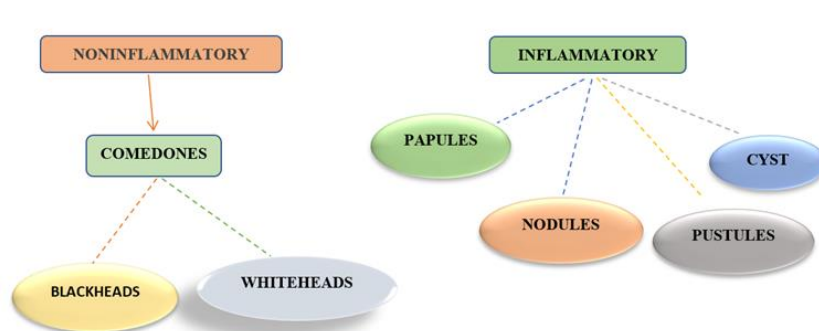 NONINFLAMMATORY
COMEDONES
BLACKHEADS
WHITEHEADS
INFLAMMATORY
PAPULES
NODULES
PUSTULES
CYST